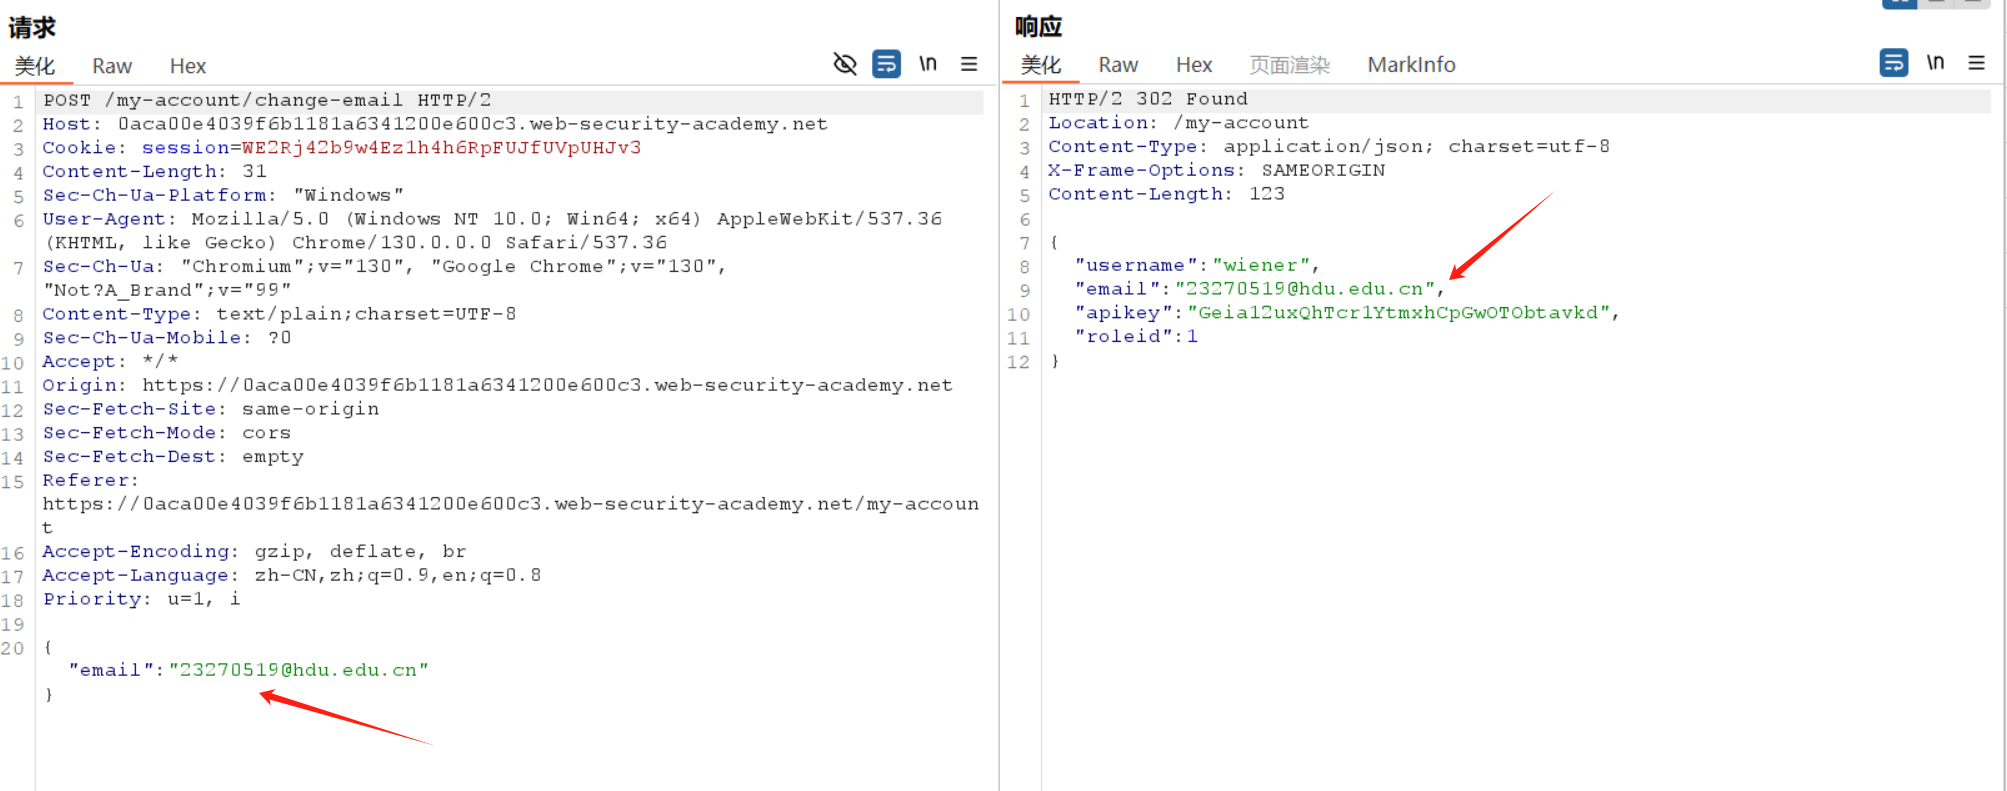 请求
美化 Raw Hex \n
1 POST /my-account/change-email HTTP/2
2 Host: 0aca00e4039f6b1181a6341200e600c3.web-security-academy.net
3 Cookie: session=WE2Rj42b9w4Ez1h4h6RpFUJfUVpUHJv3
4 Content-Length: 31
5 Sec-Ch-Ua-Platform: "Windows"
6 User-Agent: Mozilla/5.0 (Windows NT 10.0; Win64; x64) AppleWebKit/537.36
(KHTML, like Gecko) Chrome/130.0.0.0 Safari/537.36
7 Sec-Ch-Ua: "Chromium";v="130", "Google Chrome";v="130",
"Not?A_Brand";v="99"
8 Content-Type: text/plain;charset=UTF-8
9 Sec-Ch-Ua-Mobile: ?0
10 Accept: */*
11 Origin: https://0aca00e4039f6b1181a6341200e600c3.web-security-academy.net
12 Sec-Fetch-Site: same-origin
13 Sec-Fetch-Mode: cors
14 Sec-Fetch-Dest: empty
15 Referer:
https://0aca00e4039f6b1181a6341200e600c3.web-security-academy.net/my-accoun
t
16 Accept-Encoding: gzip, deflate, br
17 Accept-Language: zh-CN,zh;q=0.9,en;q=0.8
18 Priority: u=1, i
19
20 {
"email":"23270519@hdu.edu.cn"
}
响应
美化 Raw Hex 页面渲染 MarkInfo \n
1 HTTP/2 302 Found
2 Location: /my-account
3 Content-Type: application/json; charset=utf-8
4 X-Frame-Options: SAMEORIGIN
5 Content-Length: 123
6
7 {
8 "username":"wiener",
9 "email":"23270519@hdu.edu.cn",
10 "apikey":"Geia12uxQhTcr1YtmxhCpGwOTObtavkd",
11 "roleid":1
12 }